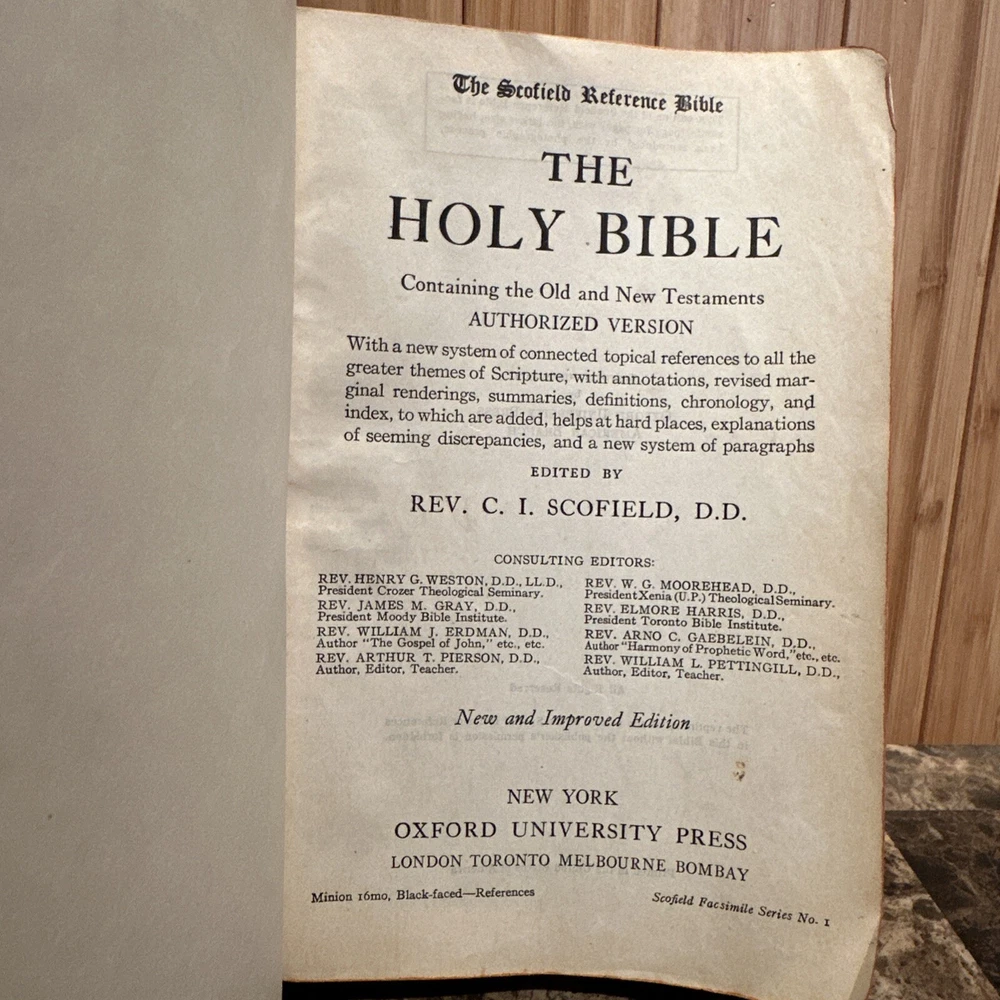 The Scofield Reference Bible
THE
HOLY BIBLE
Containing the Old and New Testaments
AUTHORIZED VERSION
With a new system of connected topical references to all the
greater themes of Scripture, with annotations, revised mar-
ginal renderings, summaries, definitions, chronology, and
index, to which are added, helps at hard places, explanations
of seeming discrepancies, and a new system of paragraphs
EDITED BY
REV. C. I. SCOFIELD, D.D.
CONSULTING EDITORS:
REV. HENRY G. WESTON, D.D., LL.D.,
President Crozer Theological Seminary.
REV. JAMES M. GRAY, D.D.,
President Moody Bible Institute.
REV. WILLIAM J. ERDMAN, D.D.,
Author "The Gospel of John," etc., etc.
REV. ARTHUR T. PIERSON, D.D.,
Author, Editor, Teacher.
REV. W. G. MOOREHEAD, D.D.,
President Xenia (U.P.) Theological Seminary.
REV. ELMORE HARRIS, D.D.,
President Toronto Bible Institute.
REV. ARNO C. GAEBELEIN, D.D.,
Author "Harmony of Prophetic Word," etc., etc.
REV. WILLIAM L. PETTINGILL, D.D.,
Author, Editor, Teacher.
New and Improved Edition
NEW YORK
OXFORD UNIVERSITY PRESS
LONDON TORONTO MELBOURNE BOMBAY
Minion 16mo, Black-faced—References
Scofield Facsimile Series No. 1